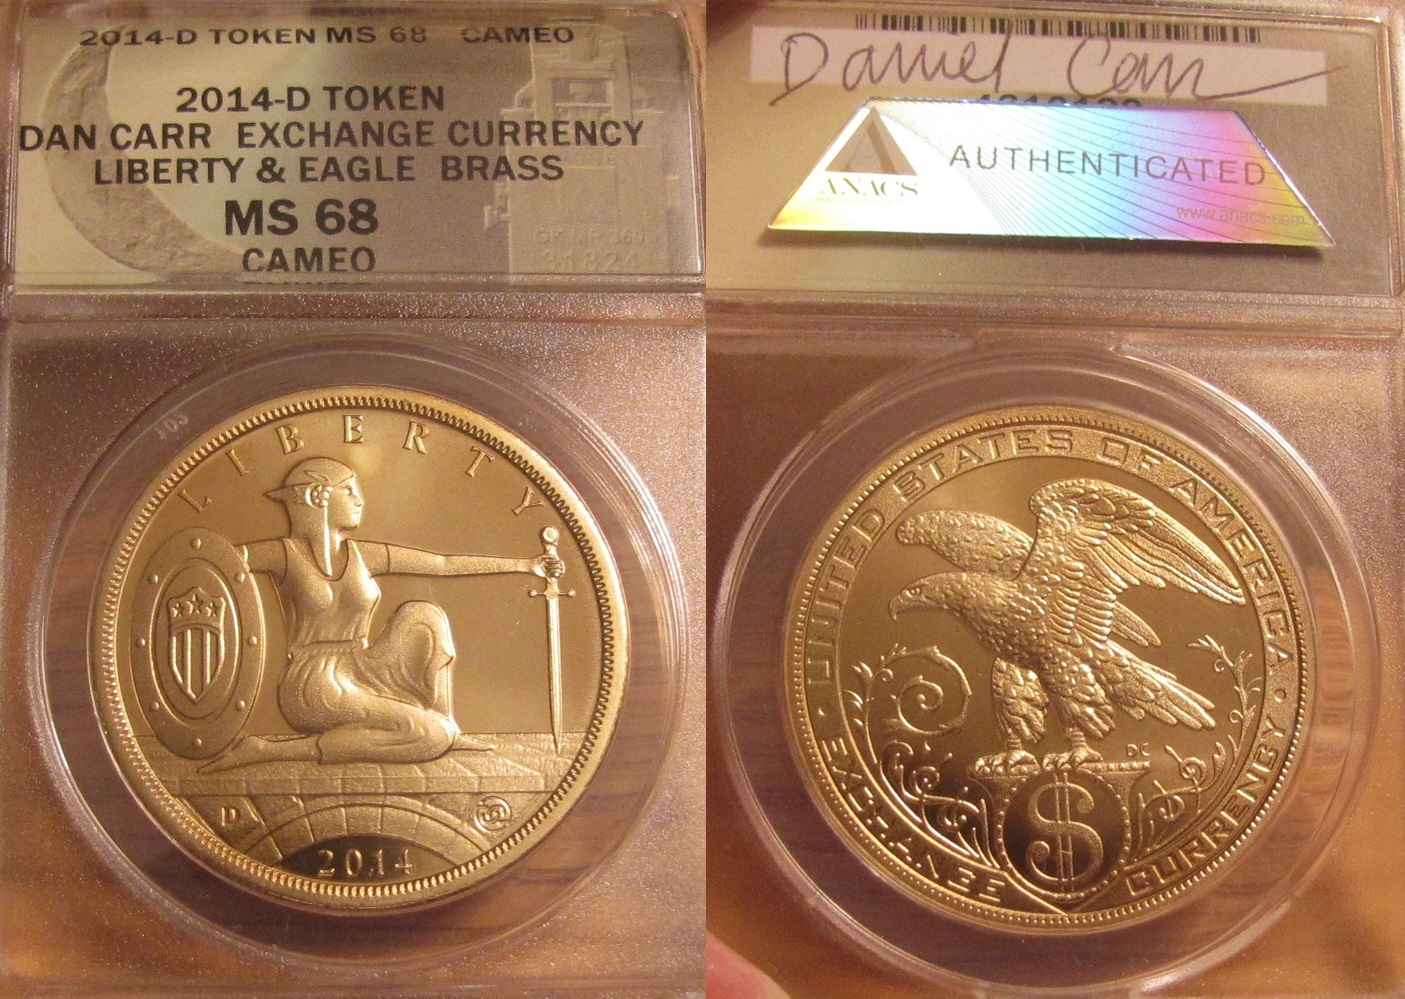 2014-D TOKEN MS 68 CAMEO
2014-D TOKEN
DAN CARR EXCHANGE CURRENCY
LIBERTY & EAGLE BRASS
MS 68
CAMEO
LIBERTY
D
2014
Daniel Carr
ANACS
AUTHENTICATED
www.anacs.com
UNITED STATES OF AMERICA
DC
$
EXCHANGE CURRENCY